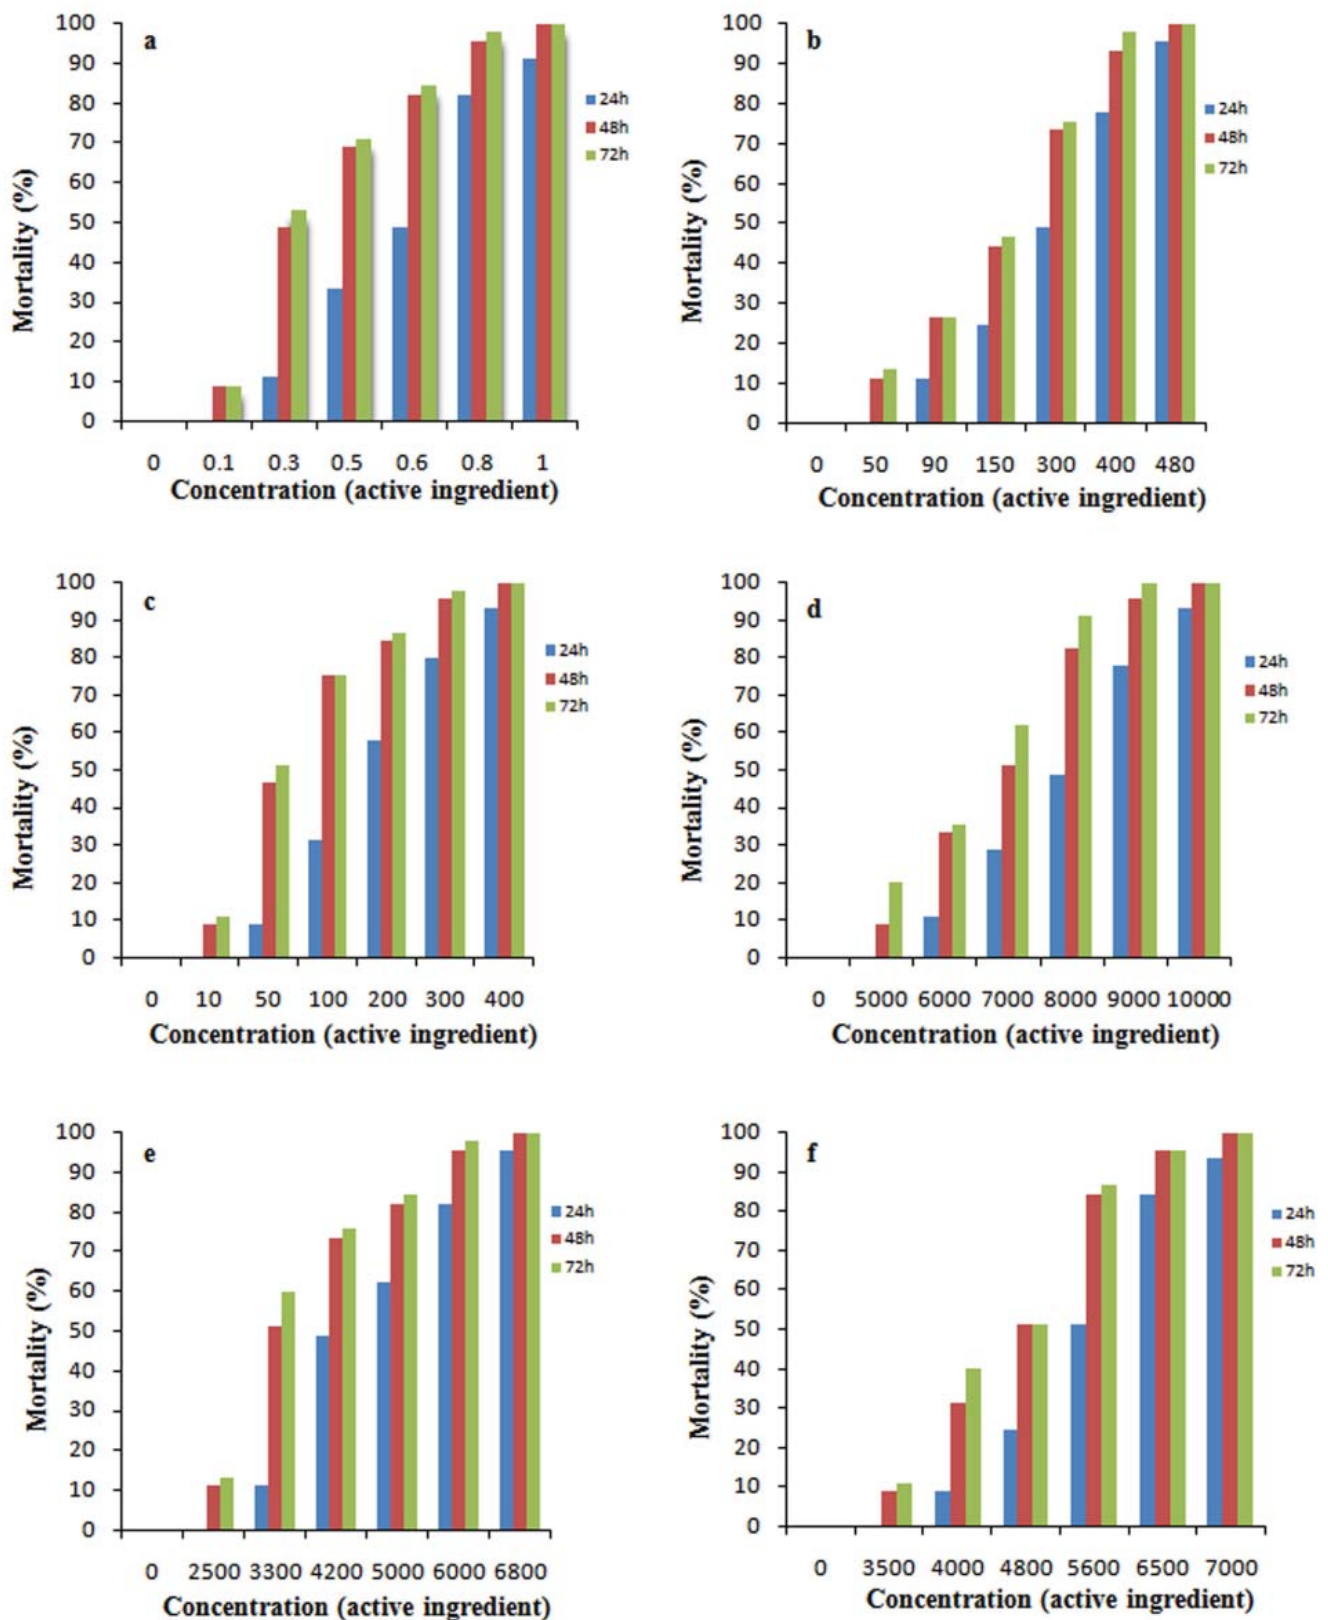 a
100
90
80
70
60
50
40
30
20
10
0
Mortality (%)
24h
48h
72h
0 0.1 0.3 0.5 0.6 0.8 1
Concentration (active ingredient)
b
100
90
80
70
60
50
40
30
20
10
0
Mortality (%)
24h
48h
72h
0 50 90 150 300 400 480
Concentration (active ingredient)
c
100
90
80
70
60
50
40
30
20
10
0
Mortality (%)
24h
48h
72h
0 10 50 100 200 300 400
Concentration (active ingredient)
d
100
90
80
70
60
50
40
30
20
10
0
Mortality (%)
24h
48h
72h
0 5000 6000 7000 8000 9000 10000
Concentration (active ingredient)
e
100
90
80
70
60
50
40
30
20
10
0
Mortality (%)
24h
48h
72h
0 2500 3300 4200 5000 6000 6800
Concentration (active ingredient)
f
100
90
80
70
60
50
40
30
20
10
0
Mortality (%)
24h
48h
72h
0 3500 4000 4800 5600 6500 7000
Concentration (active ingredient)